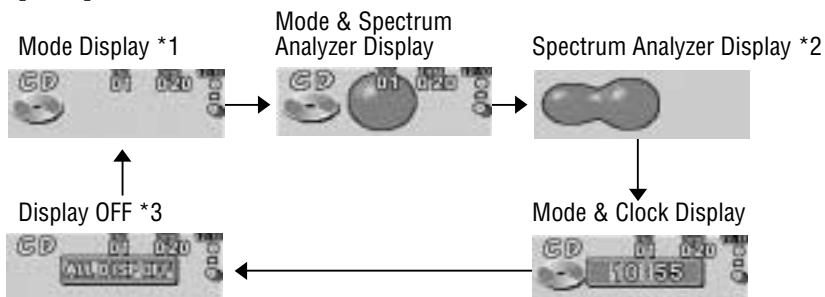 Mode & Spectrum
Mode Display *1
Analyzer Display
Spectrum Analyzer Display *2
CD 01 0:20
CD 01 0:20
Display OFF *3
Mode & Clock Display
CD 01 0:20
ALL DISP OFF
CD 01 0:20
10:55